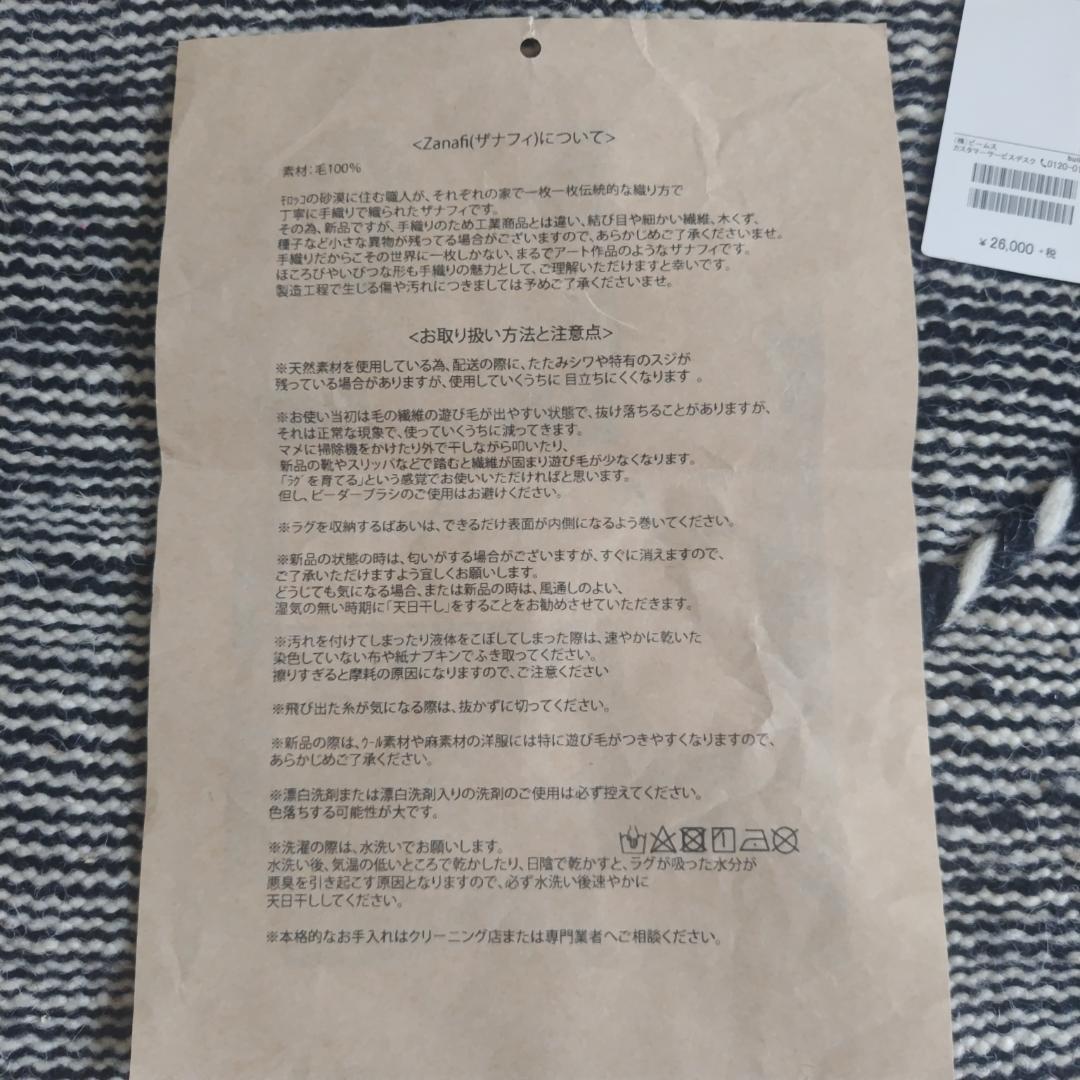 <Zanafi(ザナフィ)について>
素材:毛100%
ﾓﾛｯｺの砂漠に住む職人が、それぞれの家で一枚一枚伝統的な織り方で
丁寧に手織りで織られたザナフィです。
その為、新品ですが、手織りのため工業商品とは違い、結び目や細かい繊維、木くず、
種子など小さな異物が残ってる場合がございますので、あらかじめご了承くださいませ。
手織りだからこその世界に一枚しかない、まるでアート作品のようなザナフィです。
ほころびやいびつな形も手織りの魅力として、ご理解いただけますと幸いです。
製造工程で生じる傷や汚れにつきましては予めご了承くださいませ。
<お取り扱い方法と注意点>
※天然素材を使用している為、配送の際に、たたみシワや特有のスジが
残っている場合がありますが、使用していくうちに 目立ちにくくなります 。
※お使い当初は毛の繊維の遊び毛が出やすい状態で、抜け落ちることがありますが、
それは正常な現象で、使っていくうちに減ってきます。
マメに掃除機をかけたり外で干しながら叩いたり、
新品の靴やスリッパなどで踏むと繊維が固まり遊び毛が少なくなります。
「ﾗｸﾞを育てる」という感覚でお使いいただければと思います。
但し、ビーダーブラシのご使用はお避けください。
※ラグを収納するばあいは、できるだけ表面が内側になるよう巻いてください。
※新品の状態の時は、匂いがする場合がございますが、すぐに消えますので、
ご了承いただけますよう宜しくお願いします。
どうじても気になる場合、または新品の時は、風通しのよい、
湿気の無い時期に「天日干し」をすることをお勧めさせていただきます。
※汚れを付けてしまったり液体をこぼしてしまった際は、速やかに乾いた
染色していない布や紙ナプキンでふき取ってください。
擦りすぎると摩耗の原因になりますので、ご注意ください
※飛び出た糸が気になる際は、抜かずに切ってください。
※新品の際は、ｳｰﾙ素材や麻素材の洋服には特に遊び毛がつきやすくなりますので、
あらかじめご了承ください。
※漂白洗剤または漂白洗剤入りの洗剤のご使用は必ず控えてください。
色落ちする可能性が大です。
※洗濯の際は、水洗いでお願いします。
水洗い後、気温の低いところで乾かしたり、日陰で乾かすと、ラグが吸った水分が
悪臭を引き起こす原因となりますので、必ず水洗い後速やかに
天日干ししてください。
※本格的なお手入れはクリーニング店または専門業者へご相談ください。
(株)ビームス
カスタマーサービスデスク 0120-0
¥26,000 +税